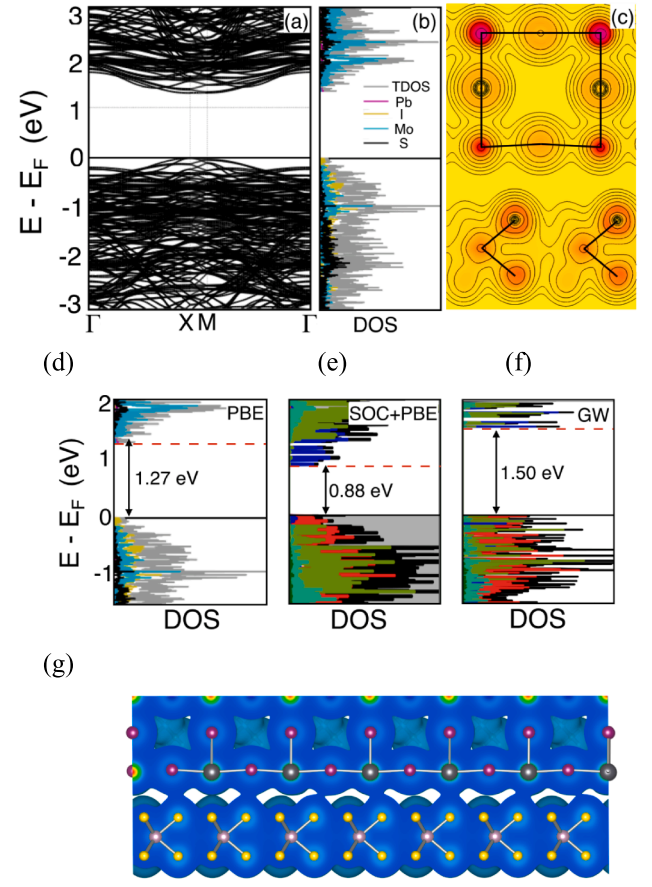 (a)
(b)
(c)
3
2
1
0
-1
-2
-3
E - E_F (eV)
Γ
X
M
Γ
TDOS
Pb
I
Mo
S
DOS
(d)
(e)
(f)
2
1
0
-1
E - E_F (eV)
PBE
1.27 eV
DOS
SOC+PBE
0.88 eV
DOS
GW
1.50 eV
DOS
(g)